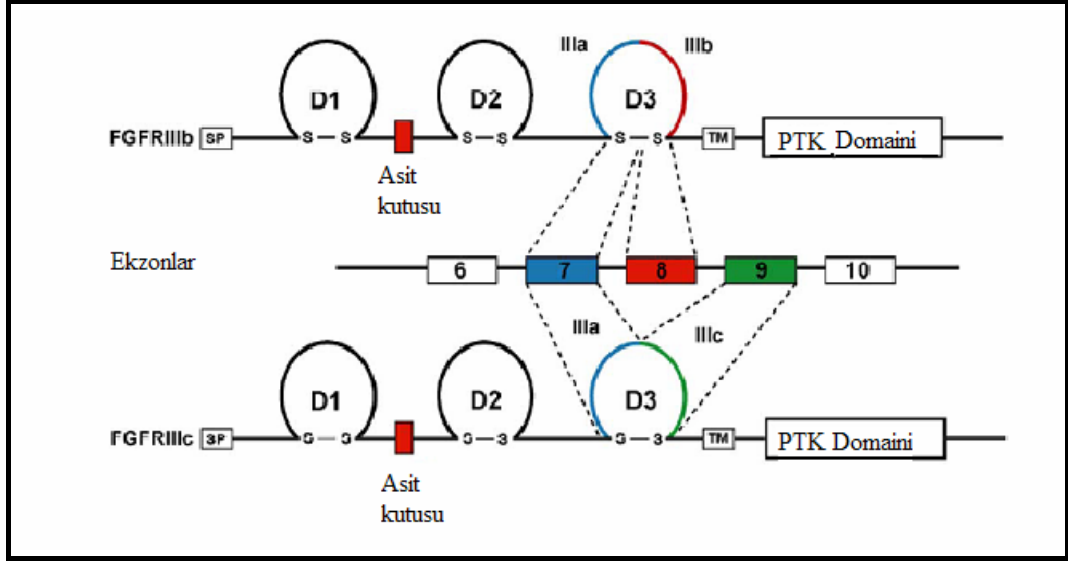 IIIa IIIb
D1 D2 D3
FGFRIIIb SP S S S S S S TM PTK Domaini
Asit
kutusu
Ekzonlar 6 7 8 9 10
IIIa IIIc
D1 D2 D3
FGFRIIIc SP S S S S S S TM PTK Domaini
Asit
kutusu